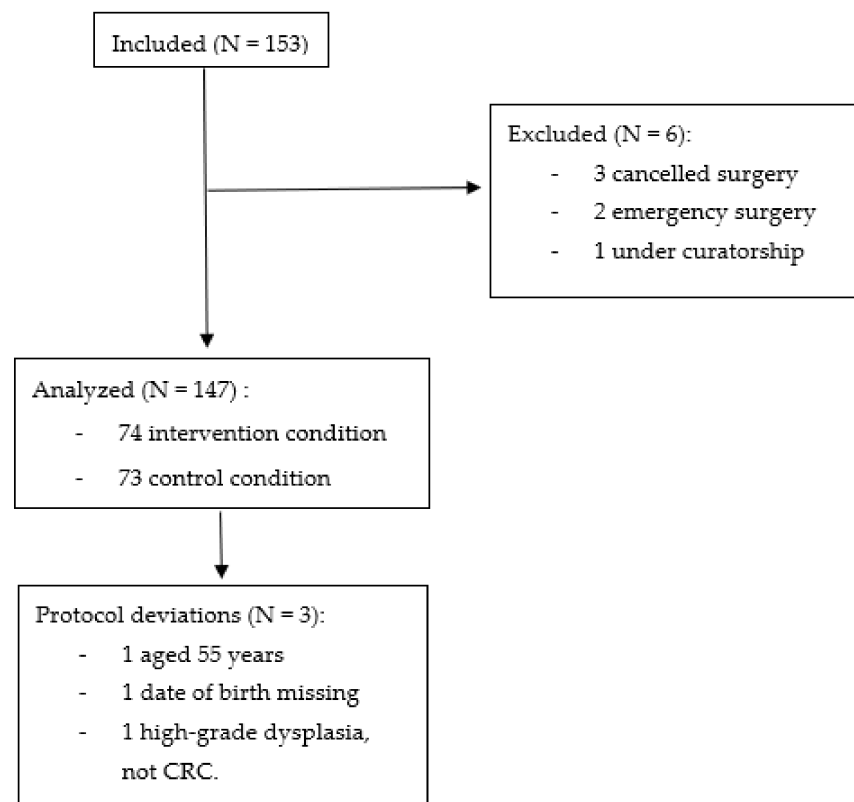 Included (N = 153)
Excluded (N = 6):
- 3 cancelled surgery
- 2 emergency surgery
- 1 under curatorship
Analyzed (N = 147) :
- 74 intervention condition
- 73 control condition
Protocol deviations (N = 3):
- 1 aged 55 years
- 1 date of birth missing
- 1 high-grade dysplasia,
not CRC.